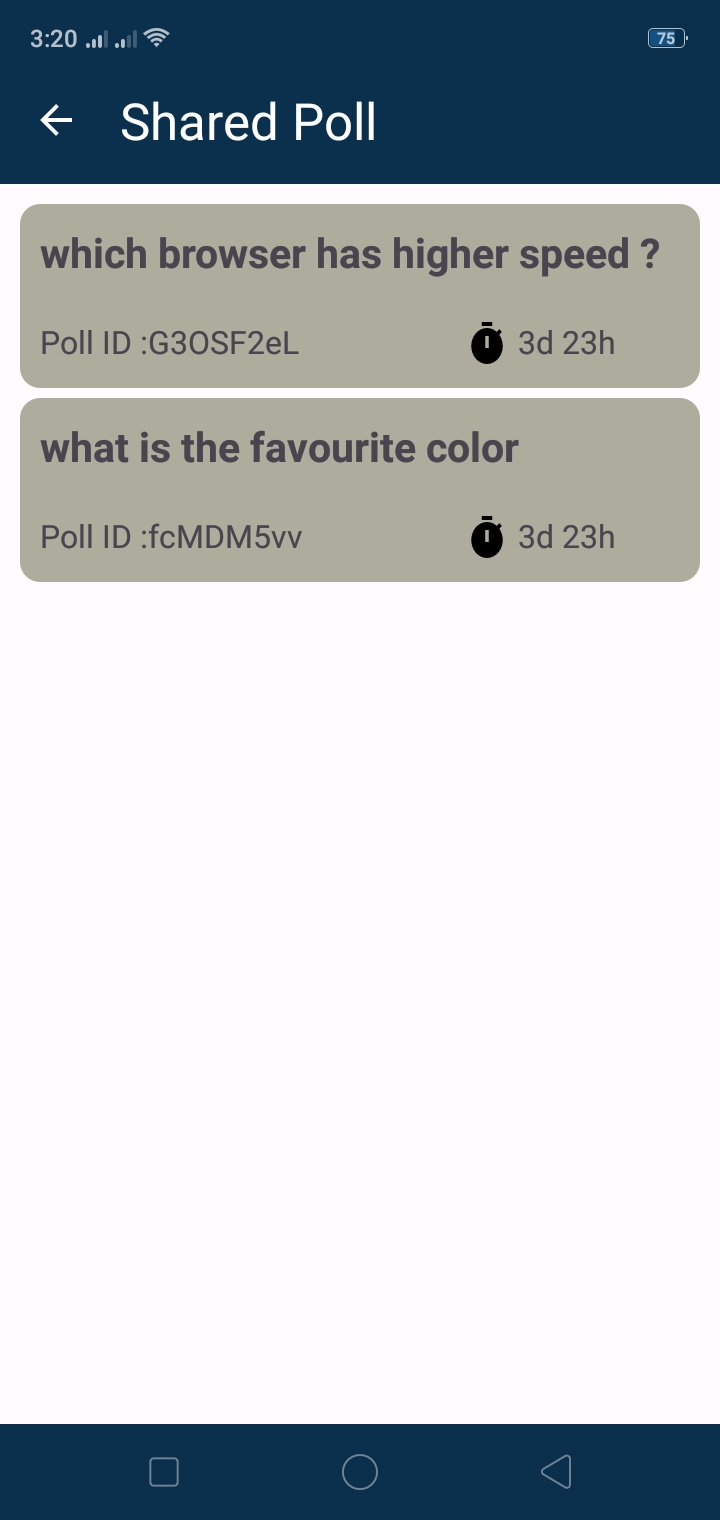 3:20
75
Shared Poll
which browser has higher speed ?
Poll ID :G3OSF2eL 3d 23h
what is the favourite color
Poll ID :fcMDM5vv 3d 23h